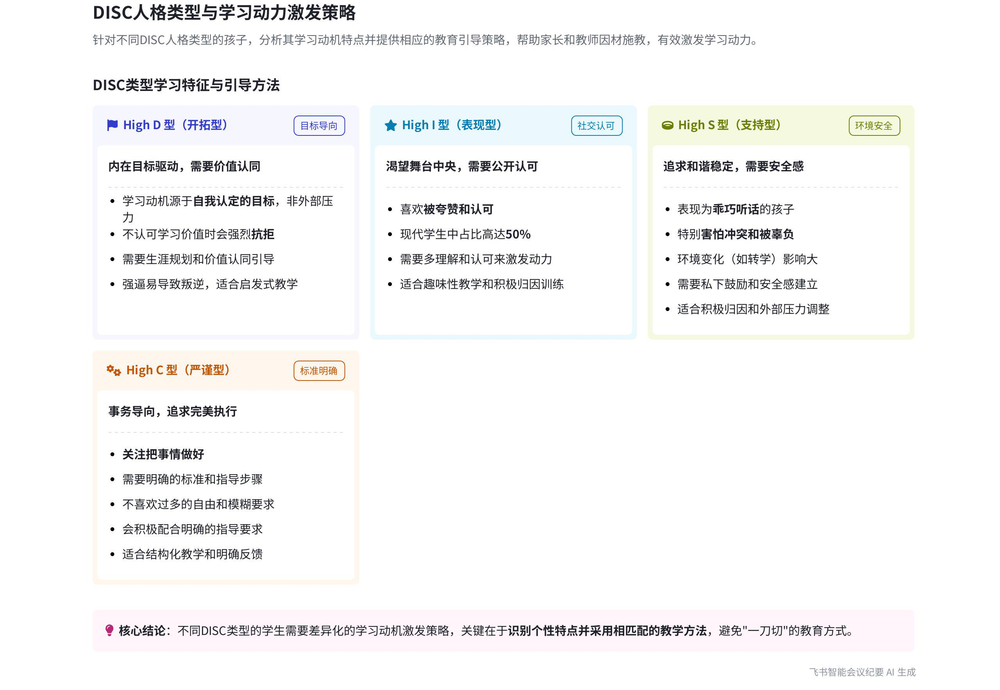 DISC人格类型与学习动力激发策略
针对不同DISC人格类型的孩子，分析其学习动机特点并提供相应的教育引导策略，帮助家长和教师因材施教，有效激发学习动力。
DISC类型学习特征与引导方法
High D 型（开拓型）
目标导向
内在目标驱动，需要价值认同
学习动机源于自我认定的目标，非外部压
力
不认可学习价值时会强烈抗拒
需要生涯规划和价值认同引导
强逼易导致叛逆，适合启发式教学
High I 型（表现型）
社交认可
渴望舞台中央，需要公开认可
喜欢被夸赞和认可
现代学生中占比高达50%
需要多理解和认可来激发动力
适合趣味性教学和积极归因训练
High S 型（支持型）
环境安全
追求和谐稳定，需要安全感
表现为乖巧听话的孩子
特别害怕冲突和被辜负
环境变化（如转学）影响大
需要私下鼓励和安全感建立
适合积极归因和外部压力调整
High C 型（严谨型）
标准明确
事务导向，追求完美执行
关注把事情做好
需要明确的标准和指导步骤
不喜欢过多的自由和模糊要求
会积极配合明确的指导要求
适合结构化教学和明确反馈
核心结论：不同DISC类型的学生需要差异化的学习动机激发策略，关键在于识别个性特点并采用相匹配的教学方法，避免"一刀切"的教育方式。
飞书智能会议纪要 AI 生成